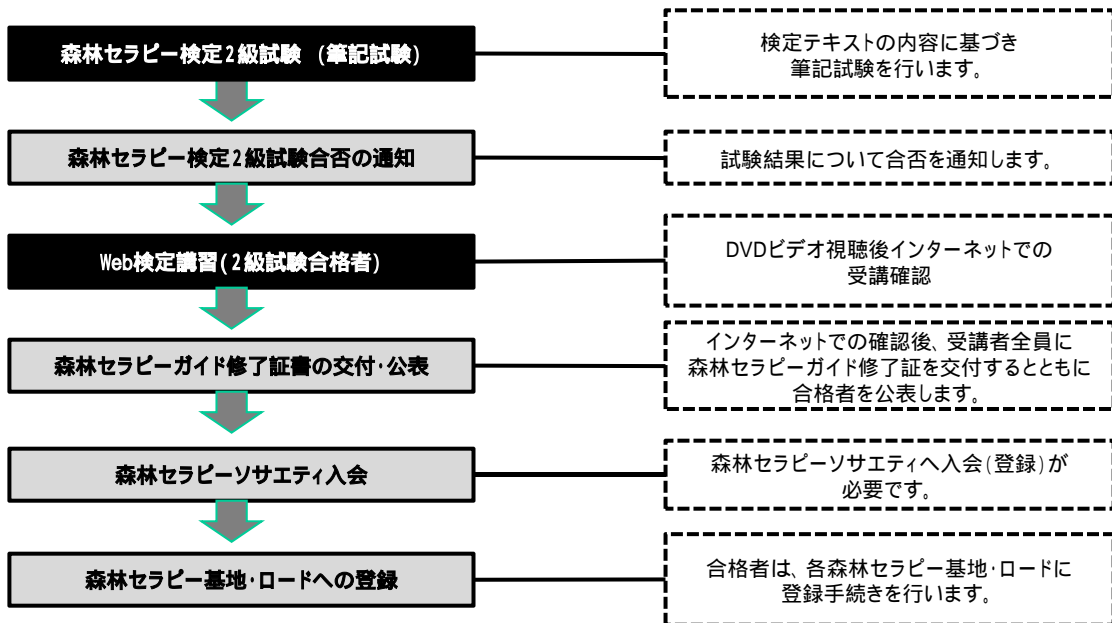 森林セラピー検定2級試験 (筆記試験)
検定テキストの内容に基づき
筆記試験を行います。
森林セラピー検定2級試験合否の通知
試験結果について合否を通知します。
Web検定講習(2級試験合格者)
DVDビデオ視聴後インターネットでの
受講確認
森林セラピーガイド修了証書の交付・公表
インターネットでの確認後、受講者全員に
森林セラピーガイド修了証を交付するとともに
合格者を公表します。
森林セラピーソサエティ入会
森林セラピーソサエティへ入会(登録)が
必要です。
森林セラピー基地・ロードへの登録
合格者は、各森林セラピー基地・ロードに
登録手続きを行います。